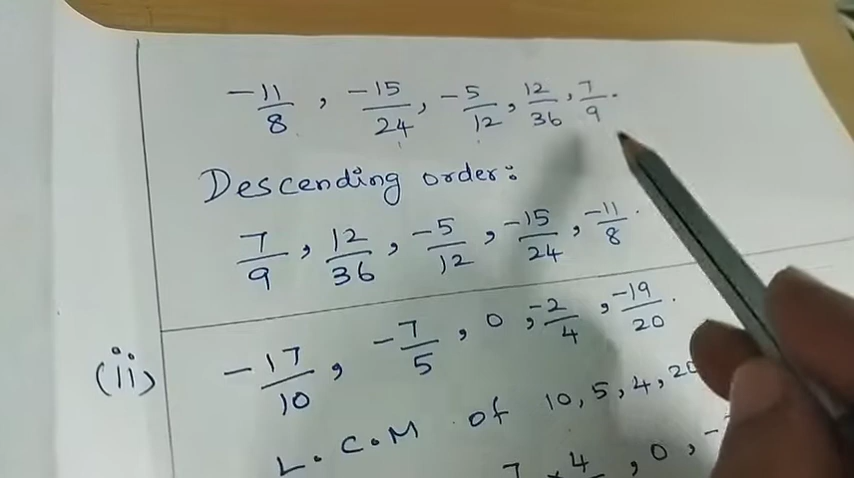 -11/8 , -15/24 , -5/12 , 12/36 , 7/9 .
Descending order:
7/9 , 12/36 , -5/12 , -15/24 , -11/8 .
(ii) -17/10 , -7/5 , 0 , -2/4 , -19/20 .
L.C.M of 10, 5, 4, 20